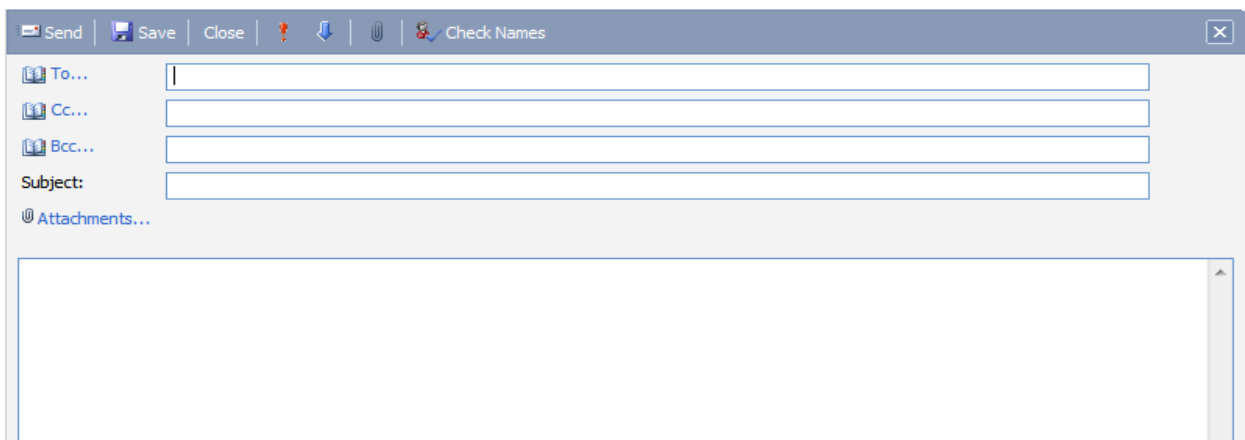 Send Save Close Check Names
To...
Cc...
Bcc...
Subject:
Attachments...